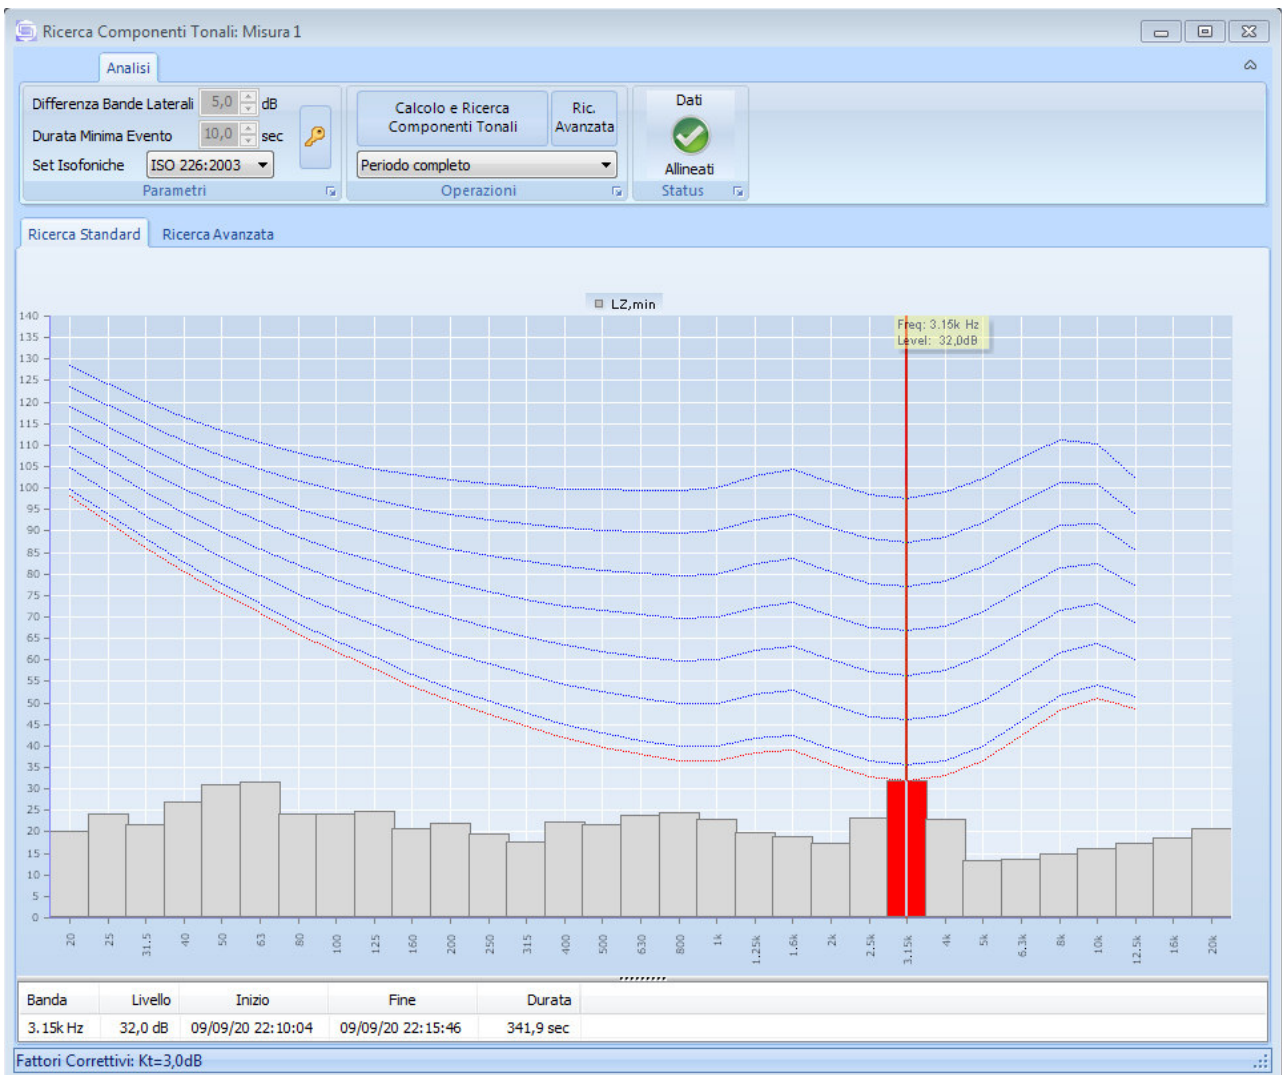 Ricerca Componenti Tonali: Misura 1
Analisi
Differenza Bande Laterali 5,0 dB
Durata Minima Evento 10,0 sec
Set Isofoniche ISO 226:2003
Parametri
Calcolo e Ricerca Componenti Tonali
Ric. Avanzata
Periodo completo
Operazioni
Dati
Allineati
Status
Ricerca Standard Ricerca Avanzata
LZ,min
Freq: 3.15k Hz
Level: 32,0dB
140
135
130
125
120
115
110
105
100
95
90
85
80
75
70
65
60
55
50
45
40
35
30
25
20
15
10
5
0
20 25 31.5 40 50 63 80 100 125 160 200 250 315 400 500 630 800 1k 1.25k 1.6k 2k 2.5k 3.15k 4k 5k 6.3k 8k 10k 12.5k 16k 20k
Banda Livello Inizio Fine Durata
3.15k Hz 32,0 dB 09/09/20 22:10:04 09/09/20 22:15:46 341,9 sec
Fattori Correttivi: Kt=3,0dB